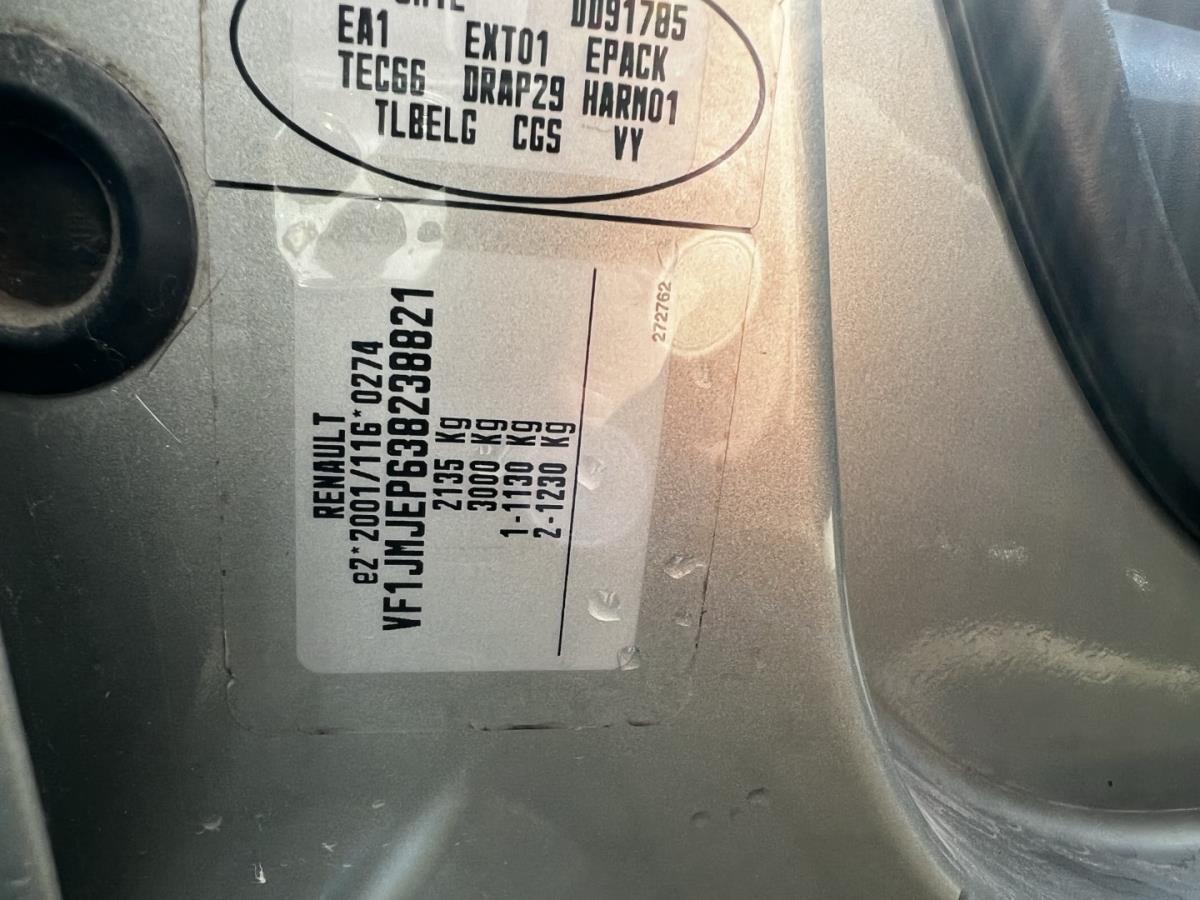 DD91785
EA1 EXT01 EPACK
TEC66 DRAP29 HARM01
TLBELG CGS VY
RENAULT
e2*2001/116*0274
VF1JMJEP638238821
2135 Kg
3000 Kg
1-1130 Kg
2-1230 Kg
272762